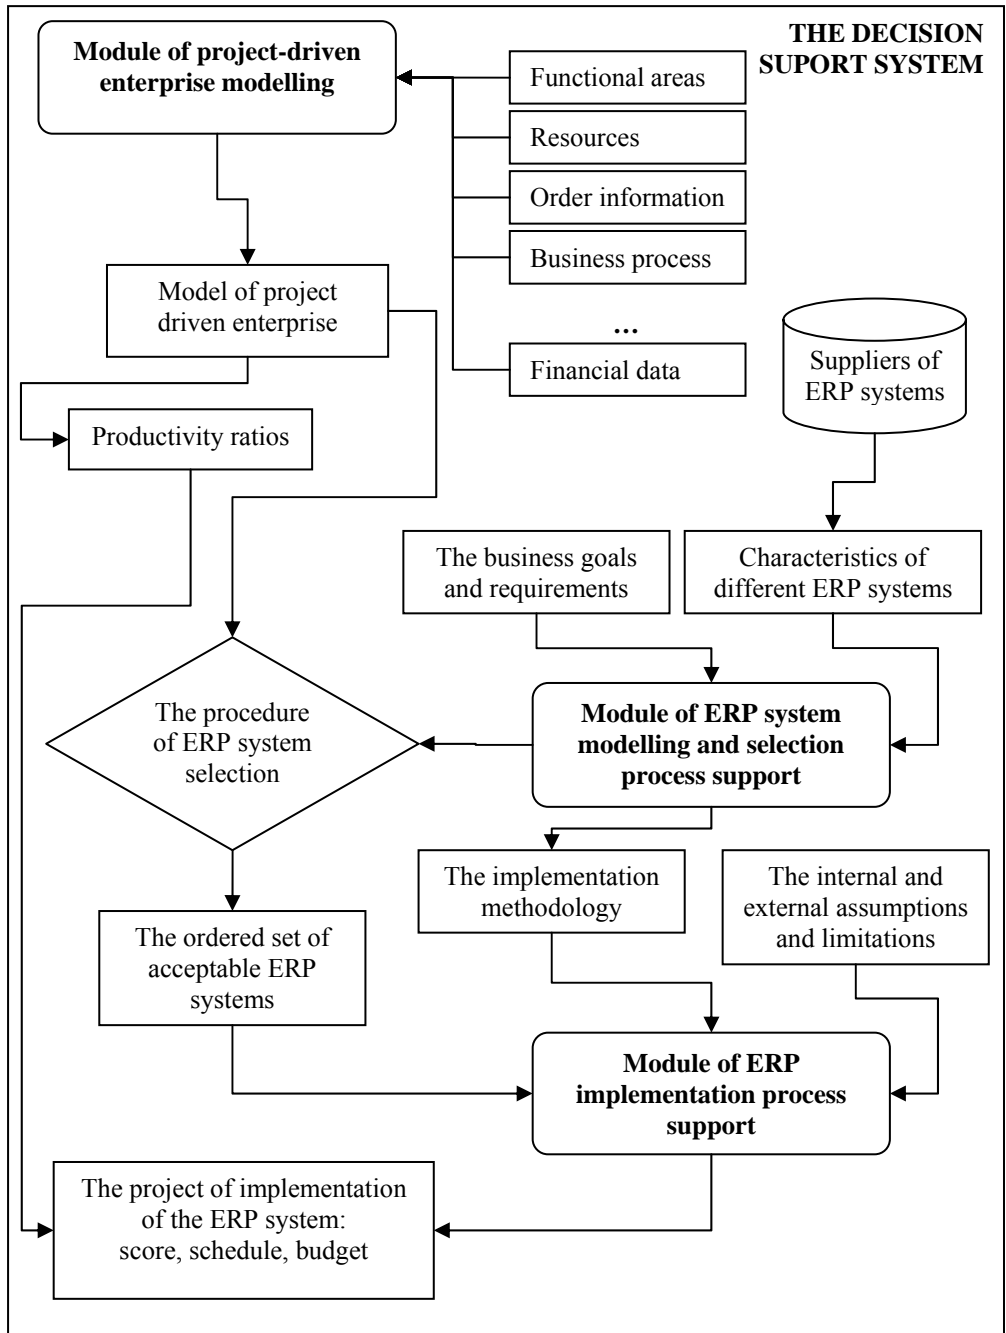 THE DECISION
SUPORT SYSTEM
Module of project-driven
enterprise modelling
Functional areas
Resources
Order information
Business process
...
Financial data
Model of project
driven enterprise
Suppliers of
ERP systems
Productivity ratios
The business goals
and requirements
Characteristics of
different ERP systems
The procedure
of ERP system
selection
Module of ERP system
modelling and selection
process support
The implementation
methodology
The internal and
external assumptions
and limitations
The ordered set of
acceptable ERP
systems
Module of ERP
implementation process
support
The project of implementation
of the ERP system:
score, schedule, budget